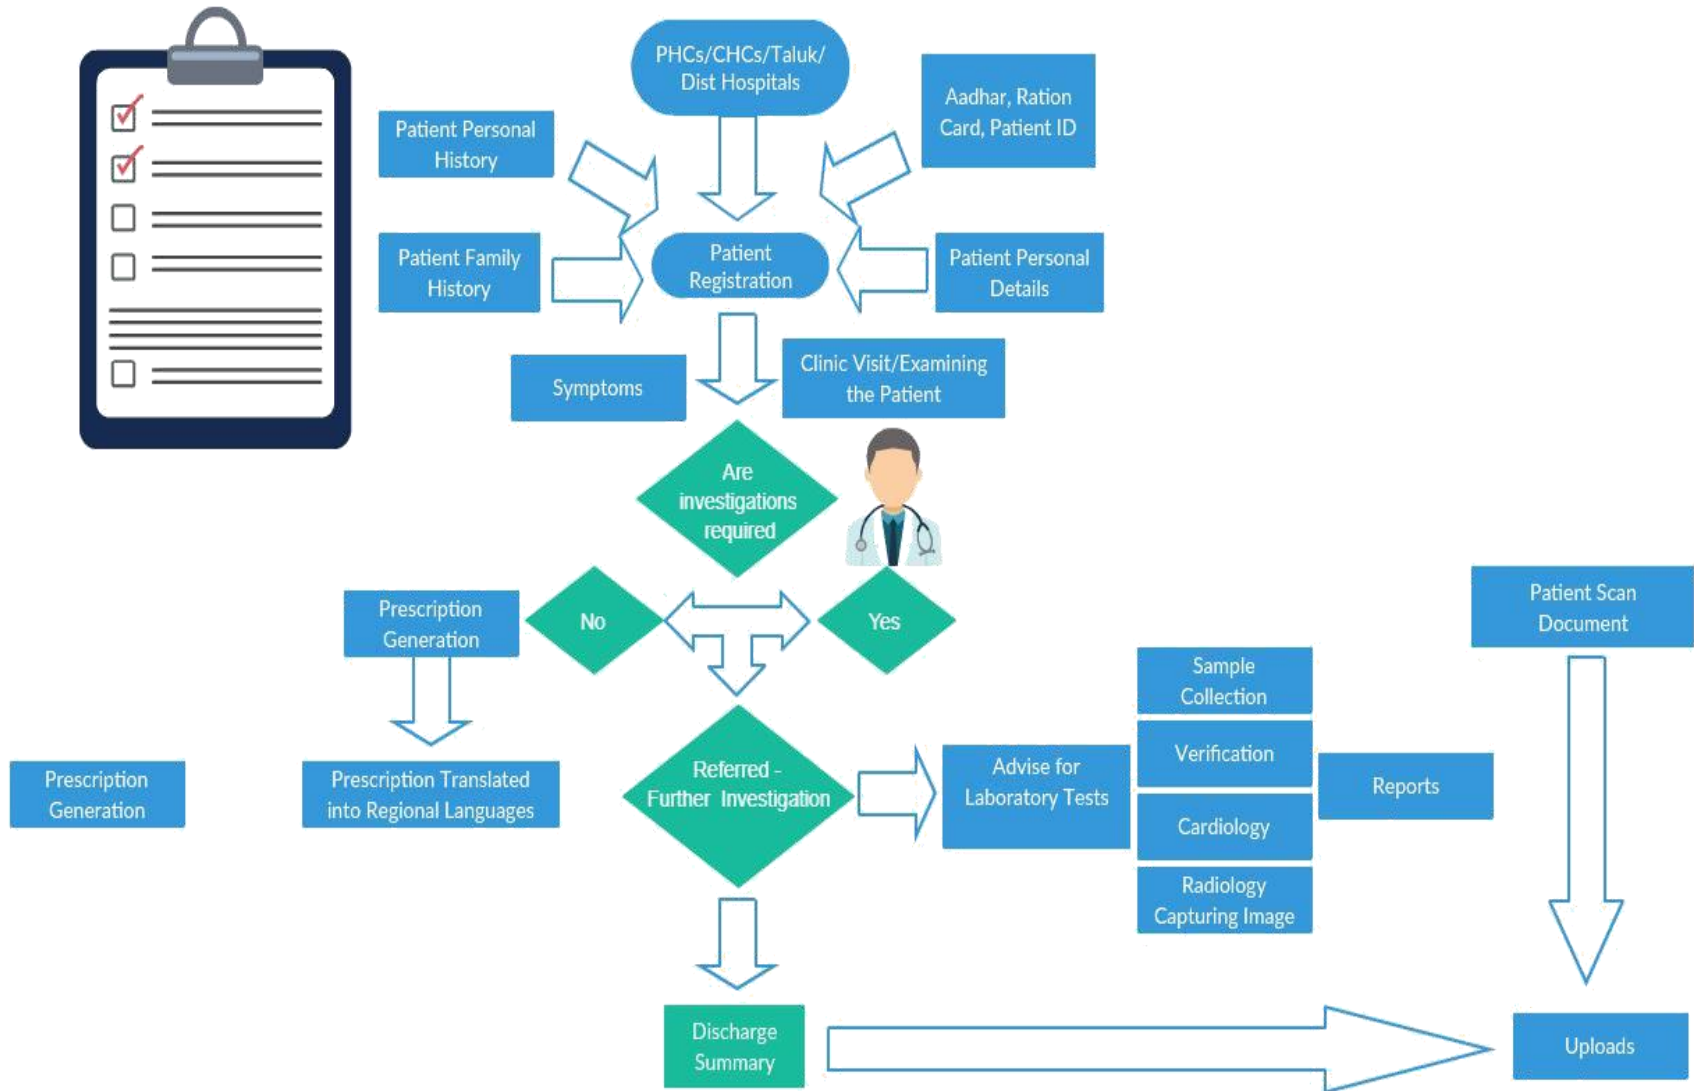 PHCs/CHCs/Taluk/
Dist Hospitals
Aadhar, Ration
Card, Patient ID
Patient Personal
History
Patient Family
History
Patient
Registration
Patient Personal
Details
Symptoms
Clinic Visit/Examining
the Patient
Are
investigations
required
Prescription
Generation
No
Yes
Patient Scan
Document
Sample
Collection
Verification
Cardiology
Radiology
Capturing Image
Prescription
Generation
Prescription Translated
into Regional Languages
Referred -
Further Investigation
Advise for
Laboratory Tests
Reports
Discharge
Summary
Uploads